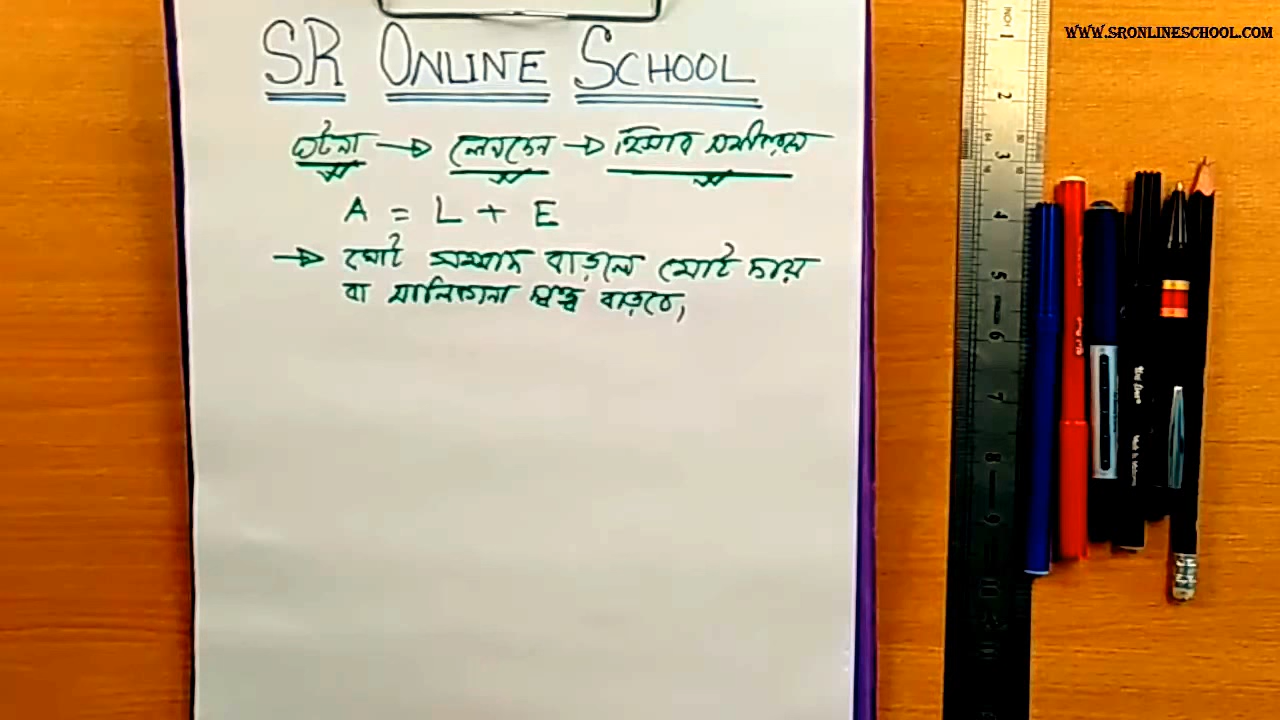 WWW.SRONLINESCHOOL.COM
SR ONLINE SCHOOL
ঘটনা → লেনদেন → হিসাব সমীকরণ
A = L + E
→ মোট সম্পদ বাড়লে মোট দায়
বা মালিকানা স্বত্ত্ব বাড়বে,